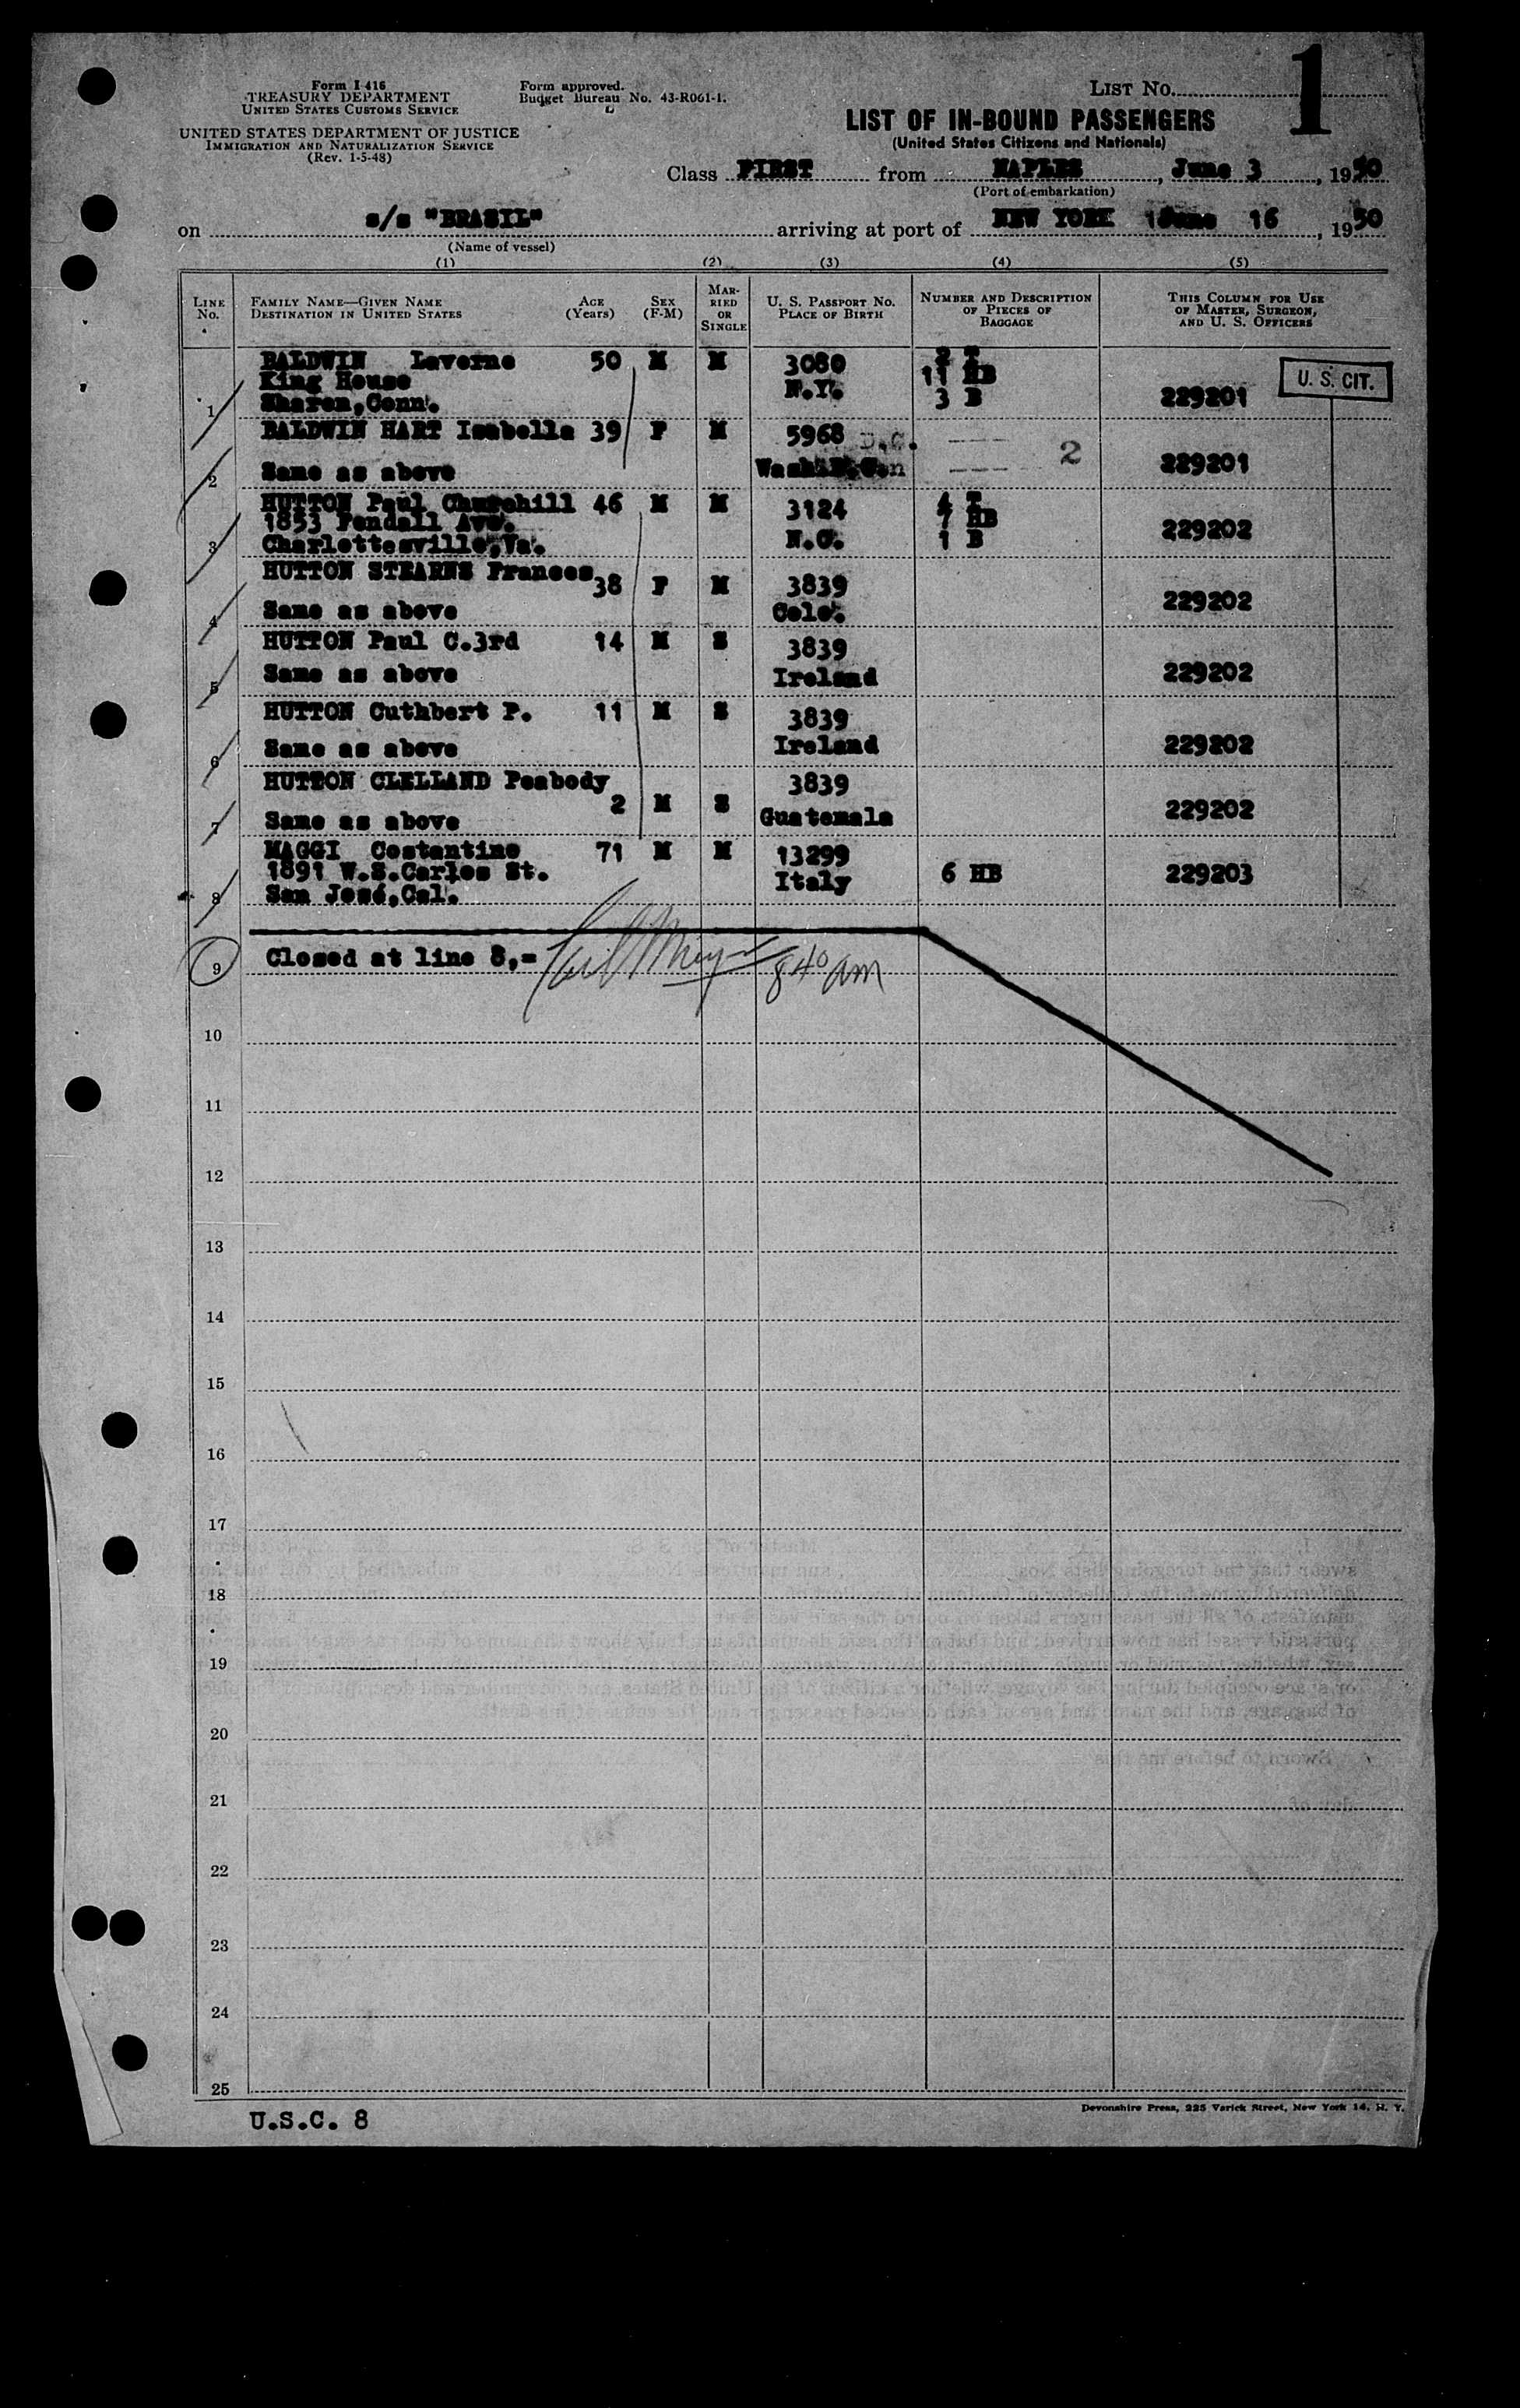 Form I 416
TREASURY DEPARTMENT
UNITED STATES CUSTOMS SERVICE
UNITED STATES DEPARTMENT OF JUSTICE
IMMIGRATION AND NATURALIZATION SERVICE
(Rev. 1-5-48)
Form approved.
Budget Bureau No. 43-R061-1.
LIST NO. 1
LIST OF IN-BOUND PASSENGERS
(United States Citizens and Nationals)
Class FIRST from NAPLES, June 3, 1950
(Port of embarkation)
on s/s "BRASIL" arriving at port of NEW YORK June 16, 1950
(Name of vessel)
(1) (2) (3) (4) (5)
LINE No. FAMILY NAME—GIVEN NAME DESTINATION IN UNITED STATES AGE (Years) SEX (F-M) MARRIED OR SINGLE U. S. PASSPORT NO. PLACE OF BIRTH NUMBER AND DESCRIPTION OF PIECES OF BAGGAGE THIS COLUMN FOR USE OF MASTER, SURGEON, AND U. S. OFFICERS
BALDWIN Laverne 50 M M 3080 2 T
King House N.Y. 11 HB U. S. CIT.
1 Sharon, Conn. 3 B 229201
BALDWIN HART Isabella 39 F M 5968 D.C. 2
2 Same as above 229201
HUTTON Paul Churchill 46 M M 3124 4 T
1853 Fendall Ave. 7 HB
3 Charlottesville, Va. N.C. 1 B 229202
HUTTON STEARNS Frances 38 F M 3839
4 Same as above Colo. 229202
HUTTON Paul C.3rd 14 M S 3839
5 Same as above Ireland 229202
HUTTON Cuthbert P. 11 M S 3839
6 Same as above Ireland 229202
HUTTON CLELLAND Peabody 2 M S 3839
7 Same as above Guatemala 229202
MAGGI Costantino 71 M M 13299
1891 W.S.Carlos St. Italy 6 HB 229203
8 San José, Cal.
9 Closed at line 8,= 8 40 am
10
11
12
13
14
15
16
17
18
19
20
21
22
23
24
25
U.S.C. 8
Devonshire Press, 225 Varick Street, New York 14, N. Y.